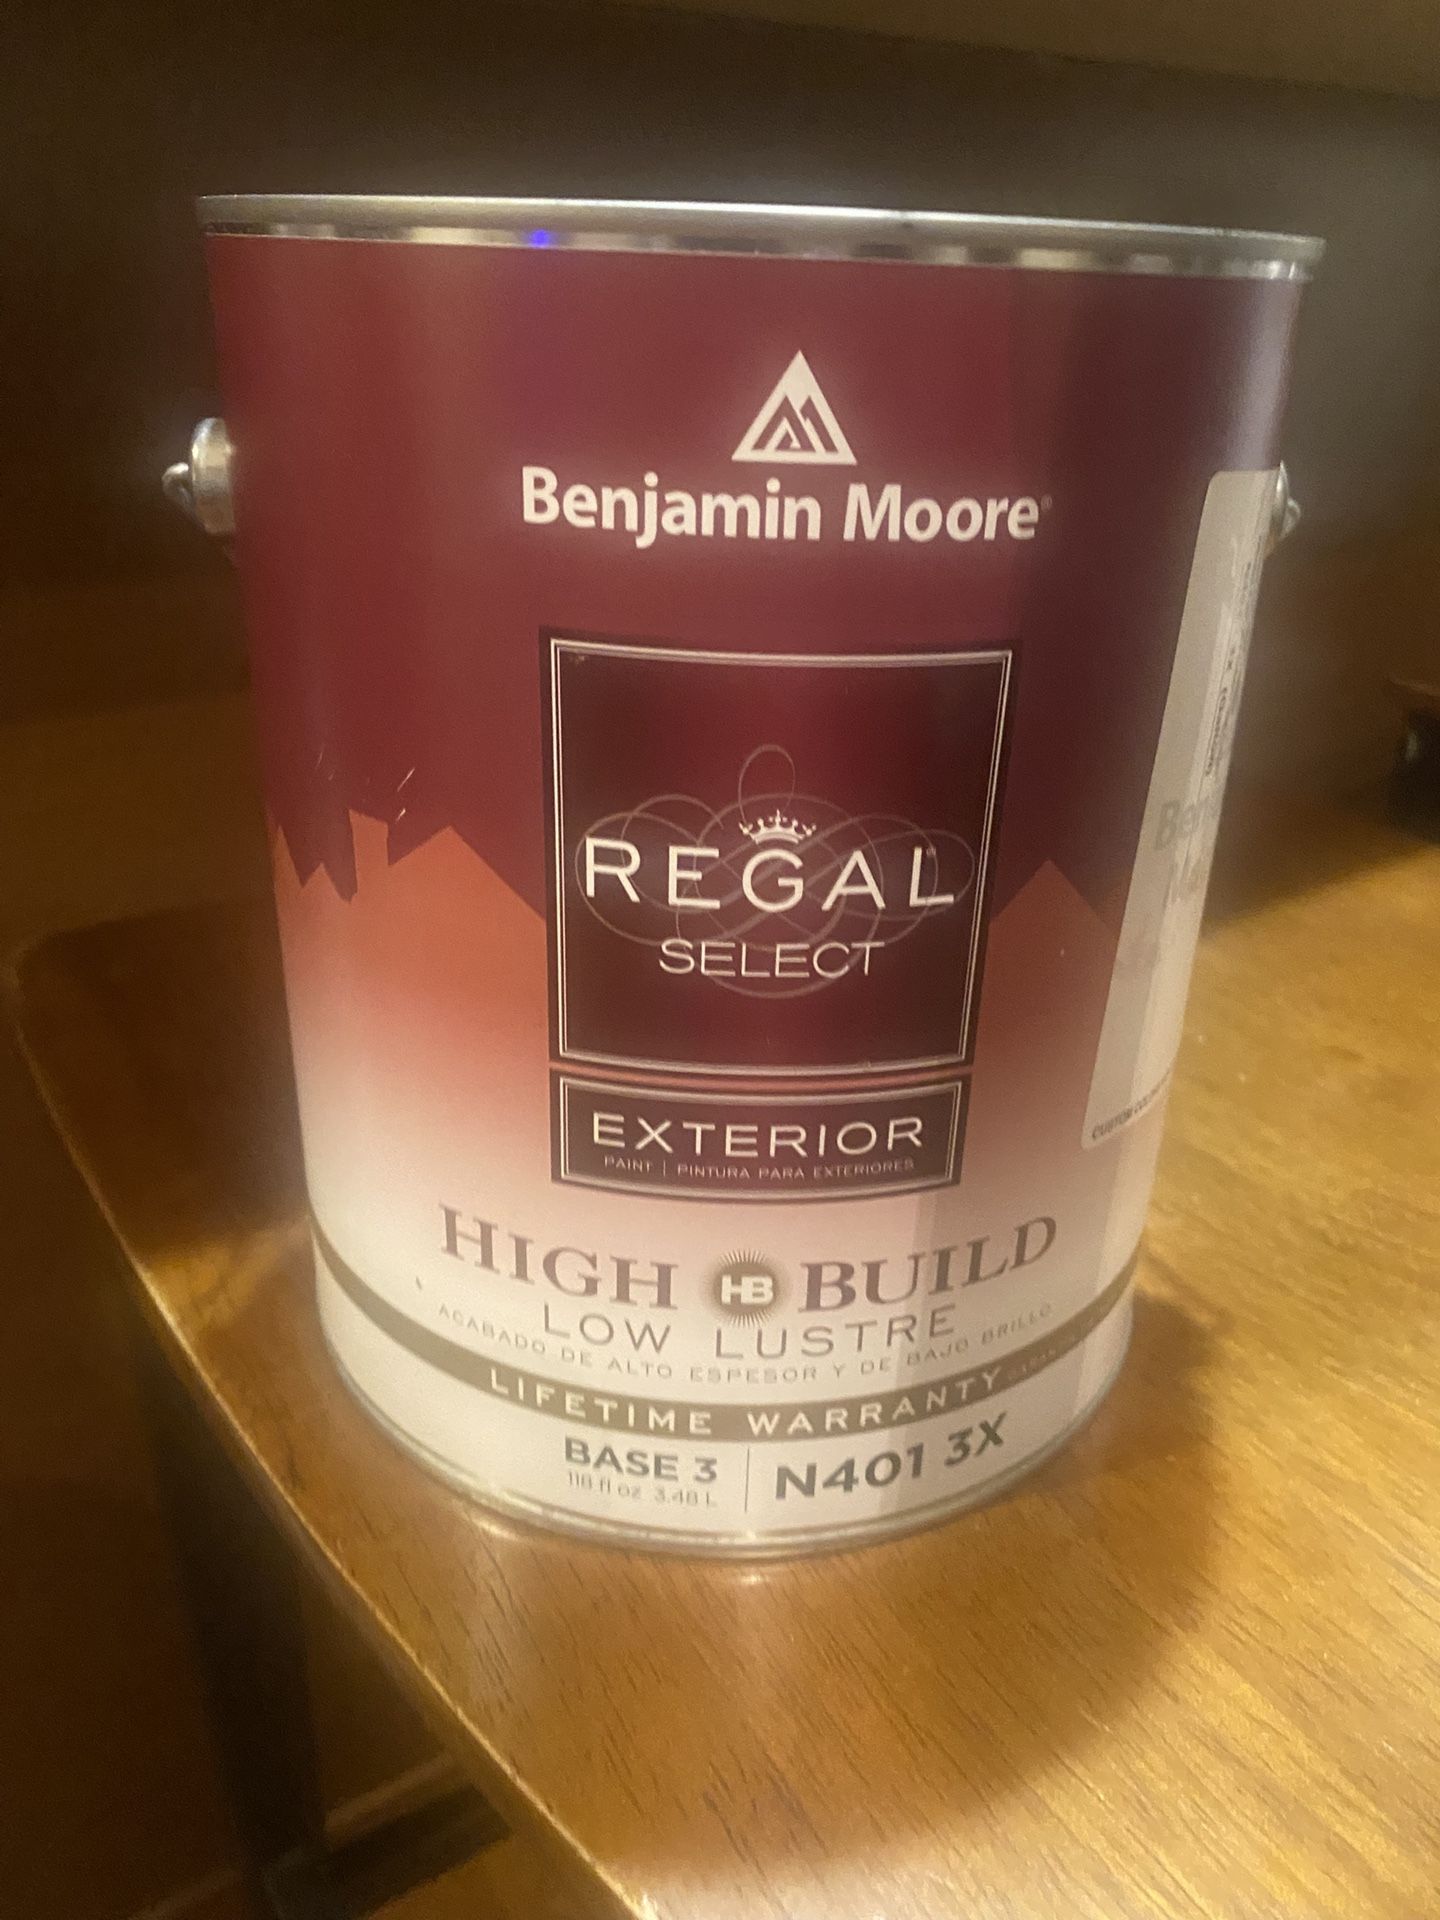 Benjamin Moore®
REGAL
SELECT
EXTERIOR
PAINT | PINTURA PARA EXTERIORES
HIGH HB BUILD
LOW LUSTRE
ACABADO DE ALTO ESPESOR Y DE BAJO BRILLO
LIFETIME WARRANTY
BASE 3
118 fl oz 3.48 L
N401 3X
CUSTOM